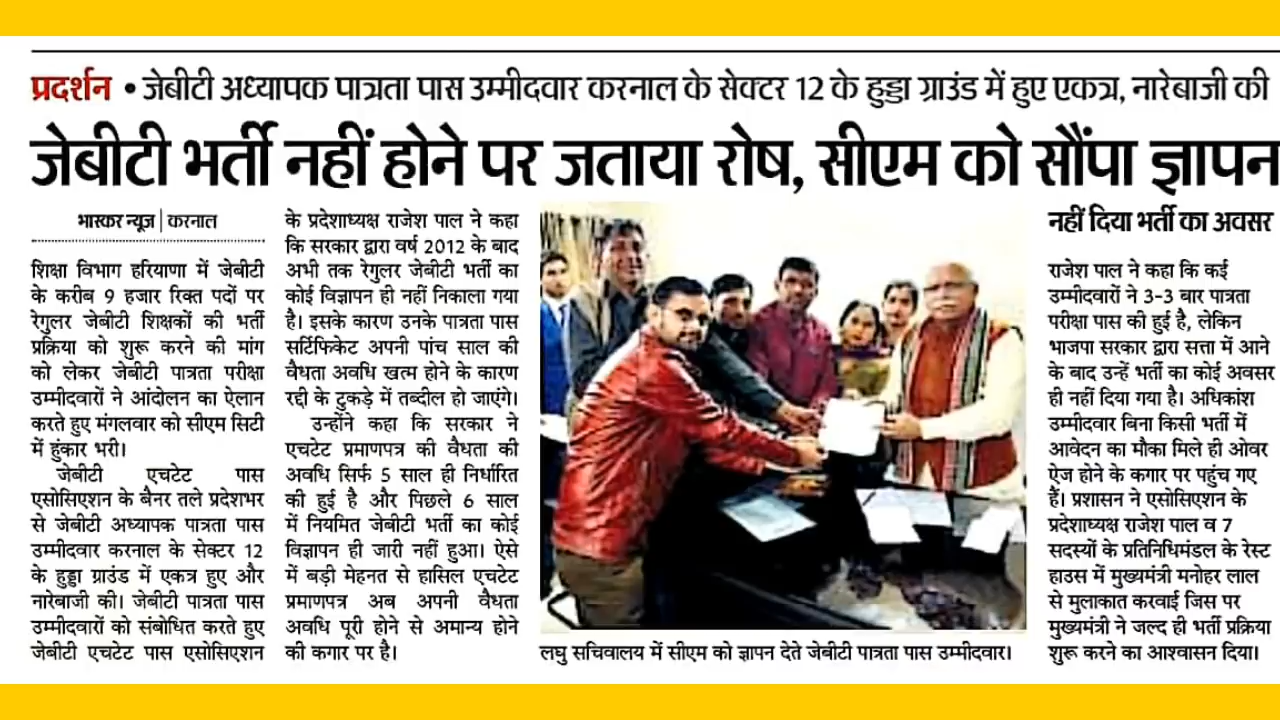 प्रदर्शन • जेबीटी अध्यापक पात्रता पास उम्मीदवार करनाल के सेक्टर 12 के हुड्डा ग्राउंड में हुए एकत्र, नारेबाजी की
जेबीटी भर्ती नहीं होने पर जताया रोष, सीएम को सौंपा ज्ञापन
भास्कर न्यूज | करनाल
शिक्षा विभाग हरियाणा में जेबीटी
के करीब 9 हजार रिक्त पदों पर
रेगुलर जेबीटी शिक्षकों की भर्ती
प्रक्रिया को शुरू करने की मांग
को लेकर जेबीटी पात्रता परीक्षा
उम्मीदवारों ने आंदोलन का ऐलान
करते हुए मंगलवार को सीएम सिटी
में हुंकार भरी।
जेबीटी एचटेट पास
एसोसिएशन के बैनर तले प्रदेशभर
से जेबीटी अध्यापक पात्रता पास
उम्मीदवार करनाल के सेक्टर 12
के हुड्डा ग्राउंड में एकत्र हुए और
नारेबाजी की। जेबीटी पात्रता पास
उम्मीदवारों को संबोधित करते हुए
जेबीटी एचटेट पास एसोसिएशन
के प्रदेशाध्यक्ष राजेश पाल ने कहा
कि सरकार द्वारा वर्ष 2012 के बाद
अभी तक रेगुलर जेबीटी भर्ती का
कोई विज्ञापन ही नहीं निकाला गया
है। इसके कारण उनके पात्रता पास
सर्टिफिकेट अपनी पांच साल की
वैधता अवधि खत्म होने के कारण
रद्दी के टुकड़े में तब्दील हो जाएंगे।
उन्होंने कहा कि सरकार ने
एचटेट प्रमाणपत्र की वैधता की
अवधि सिर्फ 5 साल ही निर्धारित
की हुई है और पिछले 6 साल
में नियमित जेबीटी भर्ती का कोई
विज्ञापन ही जारी नहीं हुआ। ऐसे
में बड़ी मेहनत से हासिल एचटेट
प्रमाणपत्र अब अपनी वैधता
अवधि पूरी होने से अमान्य होने
की कगार पर है।
लघु सचिवालय में सीएम को ज्ञापन देते जेबीटी पात्रता पास उम्मीदवार।
नहीं दिया भर्ती का अवसर
राजेश पाल ने कहा कि कई
उम्मीदवारों ने 3-3 बार पात्रता
परीक्षा पास की हुई है, लेकिन
भाजपा सरकार द्वारा सत्ता में आने
के बाद उन्हें भर्ती का कोई अवसर
ही नहीं दिया गया है। अधिकांश
उम्मीदवार बिना किसी भर्ती में
आवेदन का मौका मिले ही ओवर
ऐज होने के कगार पर पहुंच गए
हैं। प्रशासन ने एसोसिएशन के
प्रदेशाध्यक्ष राजेश पाल व 7
सदस्यों के प्रतिनिधिमंडल के रेस्ट
हाउस में मुख्यमंत्री मनोहर लाल
से मुलाकात करवाई जिस पर
मुख्यमंत्री ने जल्द ही भर्ती प्रक्रिया
शुरू करने का आश्वासन दिया।